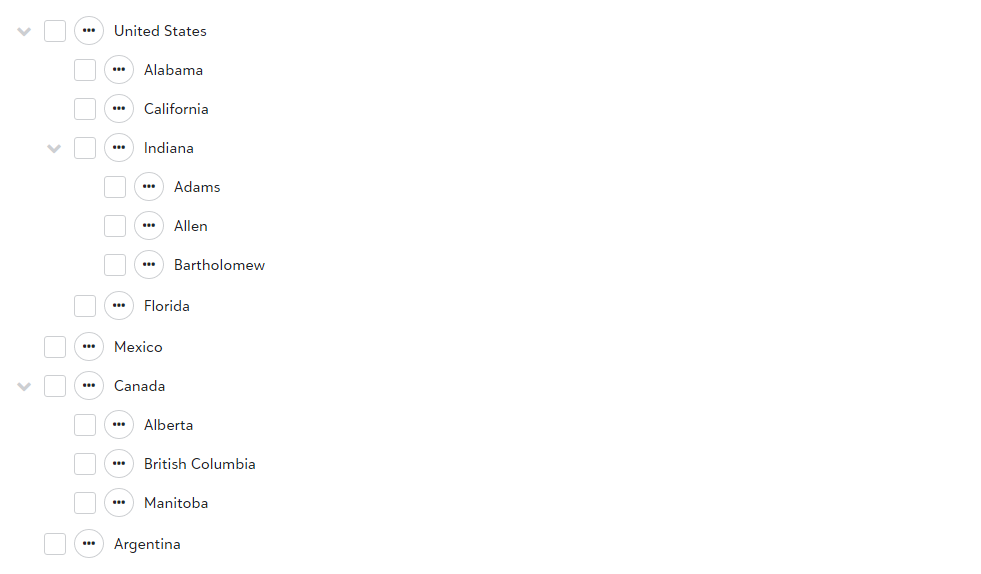 United States
Alabama
California
Indiana
Adams
Allen
Bartholomew
Florida
Mexico
Canada
Alberta
British Columbia
Manitoba
Argentina